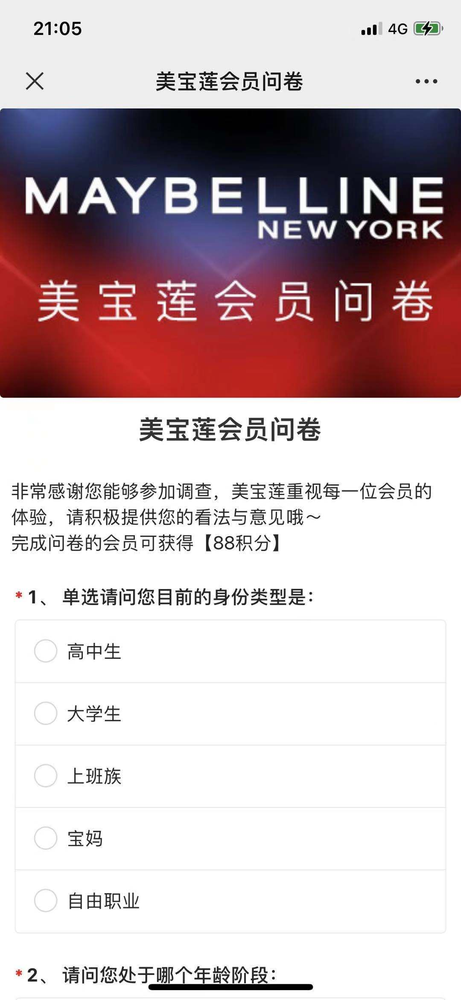 21:05
4G
美宝莲会员问卷
MAYBELLINE
NEW YORK
美宝莲会员问卷
美宝莲会员问卷
非常感谢您能够参加调查，美宝莲重视每一位会员的
体验，请积极提供您的看法与意见哦～
完成问卷的会员可获得【88积分】
*1、 单选请问您目前的身份类型是：
高中生
大学生
上班族
宝妈
自由职业
*2、 请问您处于哪个年龄阶段：